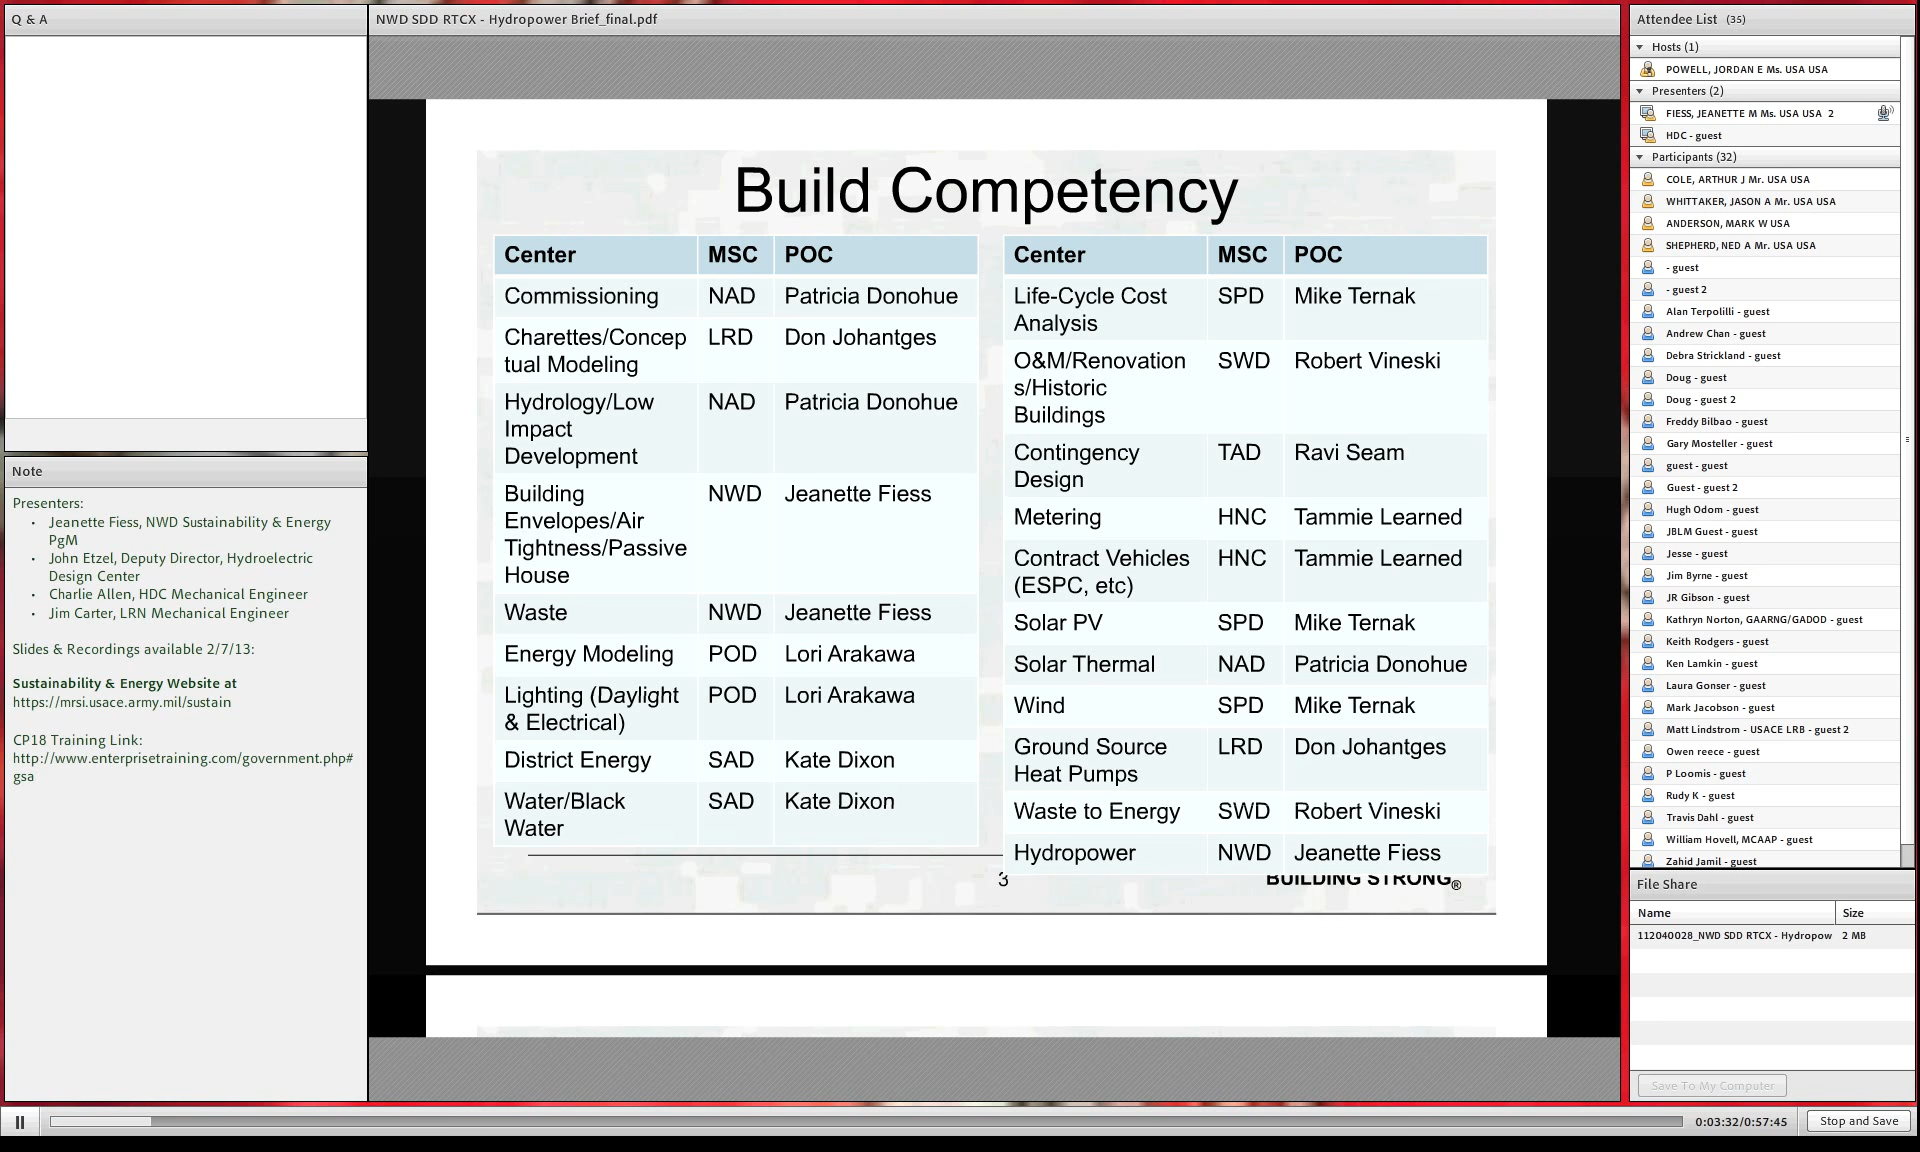 Q & A
NWD SDD RTCX - Hydropower Brief_final.pdf
Attendee List (35)
Hosts (1)
POWELL, JORDAN E Ms. USA USA
Presenters (2)
FIESS, JEANETTE M Ms. USA USA 2
HDC - guest
Participants (32)
COLE, ARTHUR J Mr. USA USA
WHITTAKER, JASON A Mr. USA USA
ANDERSON, MARK W USA
SHEPHERD, NED A Mr. USA USA
- guest
- guest 2
Alan Terpolilli - guest
Andrew Chan - guest
Debra Strickland - guest
Doug - guest
Doug - guest 2
Freddy Bilbao - guest
Gary Mosteller - guest
guest - guest
Guest - guest 2
Hugh Odom - guest
JBLM Guest - guest
Jesse - guest
Jim Byrne - guest
JR Gibson - guest
Kathryn Norton, GAARNG/GADOD - guest
Keith Rodgers - guest
Ken Lamkin - guest
Laura Gonser - guest
Mark Jacobson - guest
Matt Lindstrom - USACE LRB - guest 2
Owen reece - guest
P Loomis - guest
Rudy K - guest
Travis Dahl - guest
William Hovell, MCAAP - guest
Zahid Jamil - guest
Build Competency
Center MSC POC
Commissioning NAD Patricia Donohue
Charettes/Concep LRD Don Johantges
tual Modeling
Hydrology/Low NAD Patricia Donohue
Impact
Development
Building NWD Jeanette Fiess
Envelopes/Air
Tightness/Passive
House
Waste NWD Jeanette Fiess
Energy Modeling POD Lori Arakawa
Lighting (Daylight POD Lori Arakawa
& Electrical)
District Energy SAD Kate Dixon
Water/Black SAD Kate Dixon
Water
Center MSC POC
Life-Cycle Cost SPD Mike Ternak
Analysis
O&M/Renovation SWD Robert Vineski
s/Historic
Buildings
Contingency TAD Ravi Seam
Design
Metering HNC Tammie Learned
Contract Vehicles HNC Tammie Learned
(ESPC, etc)
Solar PV SPD Mike Ternak
Solar Thermal NAD Patricia Donohue
Wind SPD Mike Ternak
Ground Source LRD Don Johantges
Heat Pumps
Waste to Energy SWD Robert Vineski
Hydropower NWD Jeanette Fiess
3
BUILDING STRONG®
Note
Presenters:
• Jeanette Fiess, NWD Sustainability & Energy
PgM
• John Etzel, Deputy Director, Hydroelectric
Design Center
• Charlie Allen, HDC Mechanical Engineer
• Jim Carter, LRN Mechanical Engineer
Slides & Recordings available 2/7/13:
Sustainability & Energy Website at
https://mrsi.usace.army.mil/sustain
CP18 Training Link:
http://www.enterprisetraining.com/government.php#
gsa
File Share
Name Size
112040028_NWD SDD RTCX - Hydropow 2 MB
Save To My Computer
0:03:32/0:57:45
Stop and Save